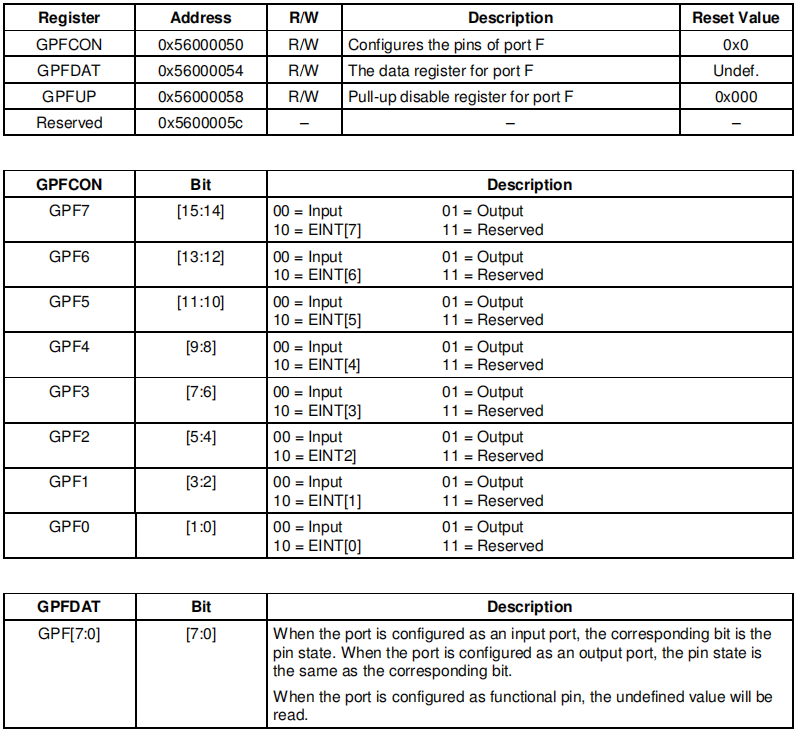 Register Address R/W Description Reset Value
GPFCON 0x56000050 R/W Configures the pins of port F 0x0
GPFDAT 0x56000054 R/W The data register for port F Undef.
GPFUP 0x56000058 R/W Pull-up disable register for port F 0x000
Reserved 0x5600005c – – –
GPFCON Bit Description
GPF7 [15:14] 00 = Input 01 = Output
10 = EINT[7] 11 = Reserved
GPF6 [13:12] 00 = Input 01 = Output
10 = EINT[6] 11 = Reserved
GPF5 [11:10] 00 = Input 01 = Output
10 = EINT[5] 11 = Reserved
GPF4 [9:8] 00 = Input 01 = Output
10 = EINT[4] 11 = Reserved
GPF3 [7:6] 00 = Input 01 = Output
10 = EINT[3] 11 = Reserved
GPF2 [5:4] 00 = Input 01 = Output
10 = EINT2] 11 = Reserved
GPF1 [3:2] 00 = Input 01 = Output
10 = EINT[1] 11 = Reserved
GPF0 [1:0] 00 = Input 01 = Output
10 = EINT[0] 11 = Reserved
GPFDAT Bit Description
GPF[7:0] [7:0] When the port is configured as an input port, the corresponding bit is the
pin state. When the port is configured as an output port, the pin state is
the same as the corresponding bit.
When the port is configured as functional pin, the undefined value will be
read.